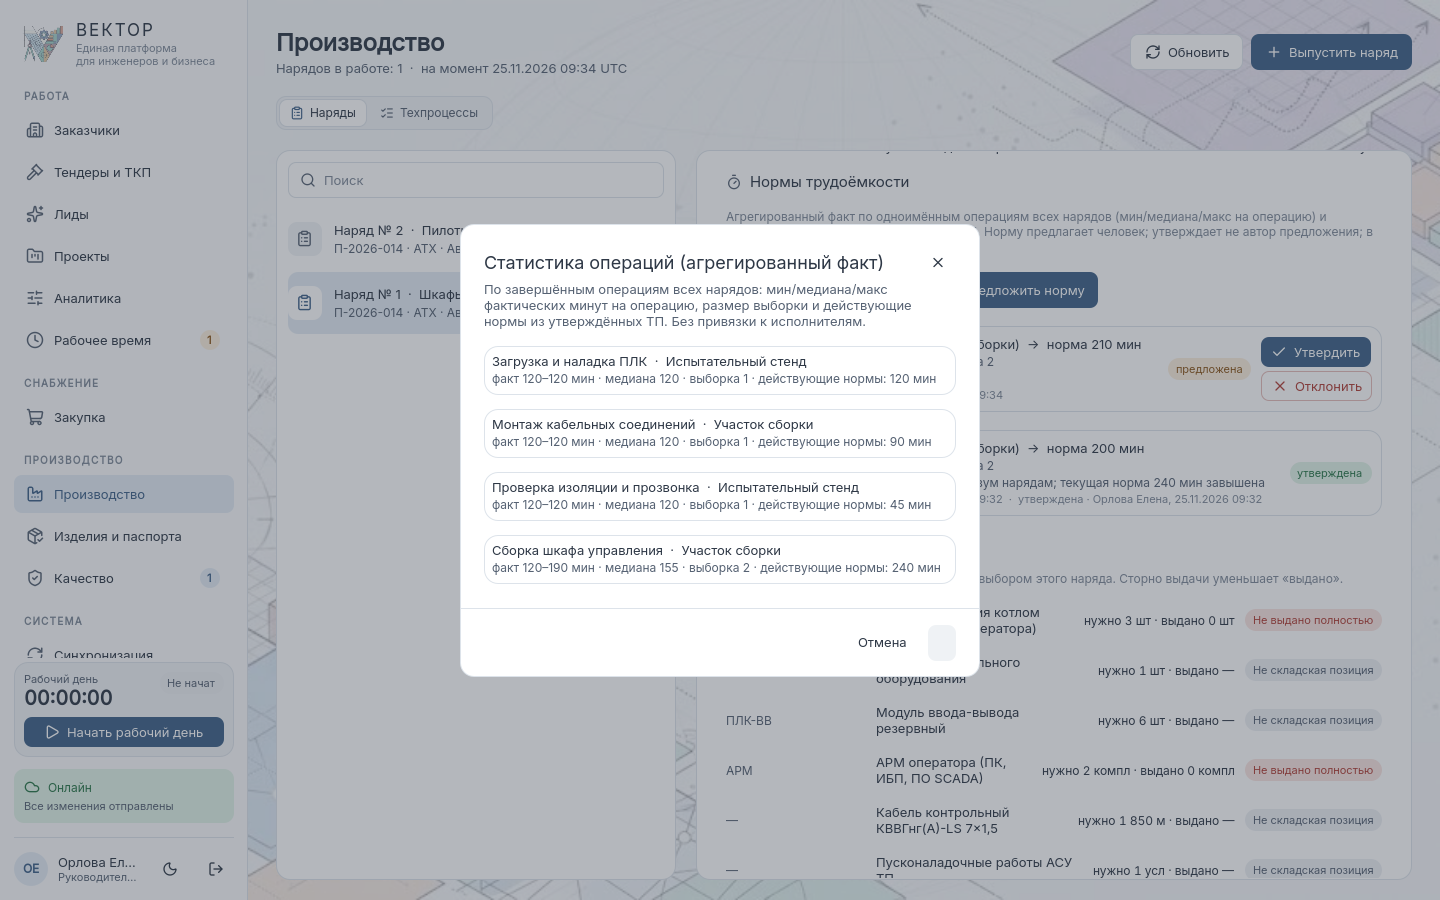 ВЕКТОР
Единая платформа
для инженеров и бизнеса
РАБОТА
Заказчики
Тендеры и ТКП
Лиды
Проекты
Аналитика
Рабочее время
1
СНАБЖЕНИЕ
Закупка
ПРОИЗВОДСТВО
Производство
Изделия и паспорта
Качество
1
СИСТЕМА
Синхронизация
Рабочий день
Не начат
00:00:00
Начать рабочий день
Онлайн
Все изменения отправлены
ОЕ
Орлова Ел...
Руководител...
Производство
Нарядов в работе: 1 · на момент 25.11.2026 09:34 UTC
Обновить
Выпустить наряд
Наряды
Техпроцессы
Поиск
Наряд № 2 · Пилот
П-2026-014 · АТХ · Ав
Наряд № 1 · Шкафы
П-2026-014 · АТХ · Ав
Нормы трудоёмкости
Агрегированный факт по одноимённым операциям всех нарядов (мин/медиана/макс на операцию) и
Норму предлагает человек; утверждает не автор предложения; в
едложить норму
борки) → норма 210 мин
а 2
9:34
предложена
Утвердить
Отклонить
борки) → норма 200 мин
а 2
вум нарядам; текущая норма 240 мин завышена
9:32 · утверждена · Орлова Елена, 25.11.2026 09:32
утверждена
выбором этого наряда. Сторно выдачи уменьшает «выдано».
ия котлом
ератора)
нужно 3 шт · выдано 0 шт
Не выдано полностью
льного
оборудования
нужно 1 шт · выдано —
Не складская позиция
ПЛК-ВВ
Модуль ввода-вывода
резервный
нужно 6 шт · выдано —
Не складская позиция
АРМ
АРМ оператора (ПК,
ИБП, ПО SCADA)
нужно 2 компл · выдано 0 компл
Не выдано полностью
—
Кабель контрольный
КВВГнг(А)-LS 7×1,5
нужно 1 850 м · выдано —
Не складская позиция
—
Пусконаладочные работы АСУ
ТП
нужно 1 усл · выдано —
Не складская позиция
Статистика операций (агрегированный факт)
По завершённым операциям всех нарядов: мин/медиана/макс
фактических минут на операцию, размер выборки и действующие
нормы из утверждённых ТП. Без привязки к исполнителям.
Загрузка и наладка ПЛК · Испытательный стенд
факт 120–120 мин · медиана 120 · выборка 1 · действующие нормы: 120 мин
Монтаж кабельных соединений · Участок сборки
факт 120–120 мин · медиана 120 · выборка 1 · действующие нормы: 90 мин
Проверка изоляции и прозвонка · Испытательный стенд
факт 120–120 мин · медиана 120 · выборка 1 · действующие нормы: 45 мин
Сборка шкафа управления · Участок сборки
факт 120–190 мин · медиана 155 · выборка 2 · действующие нормы: 240 мин
Отмена